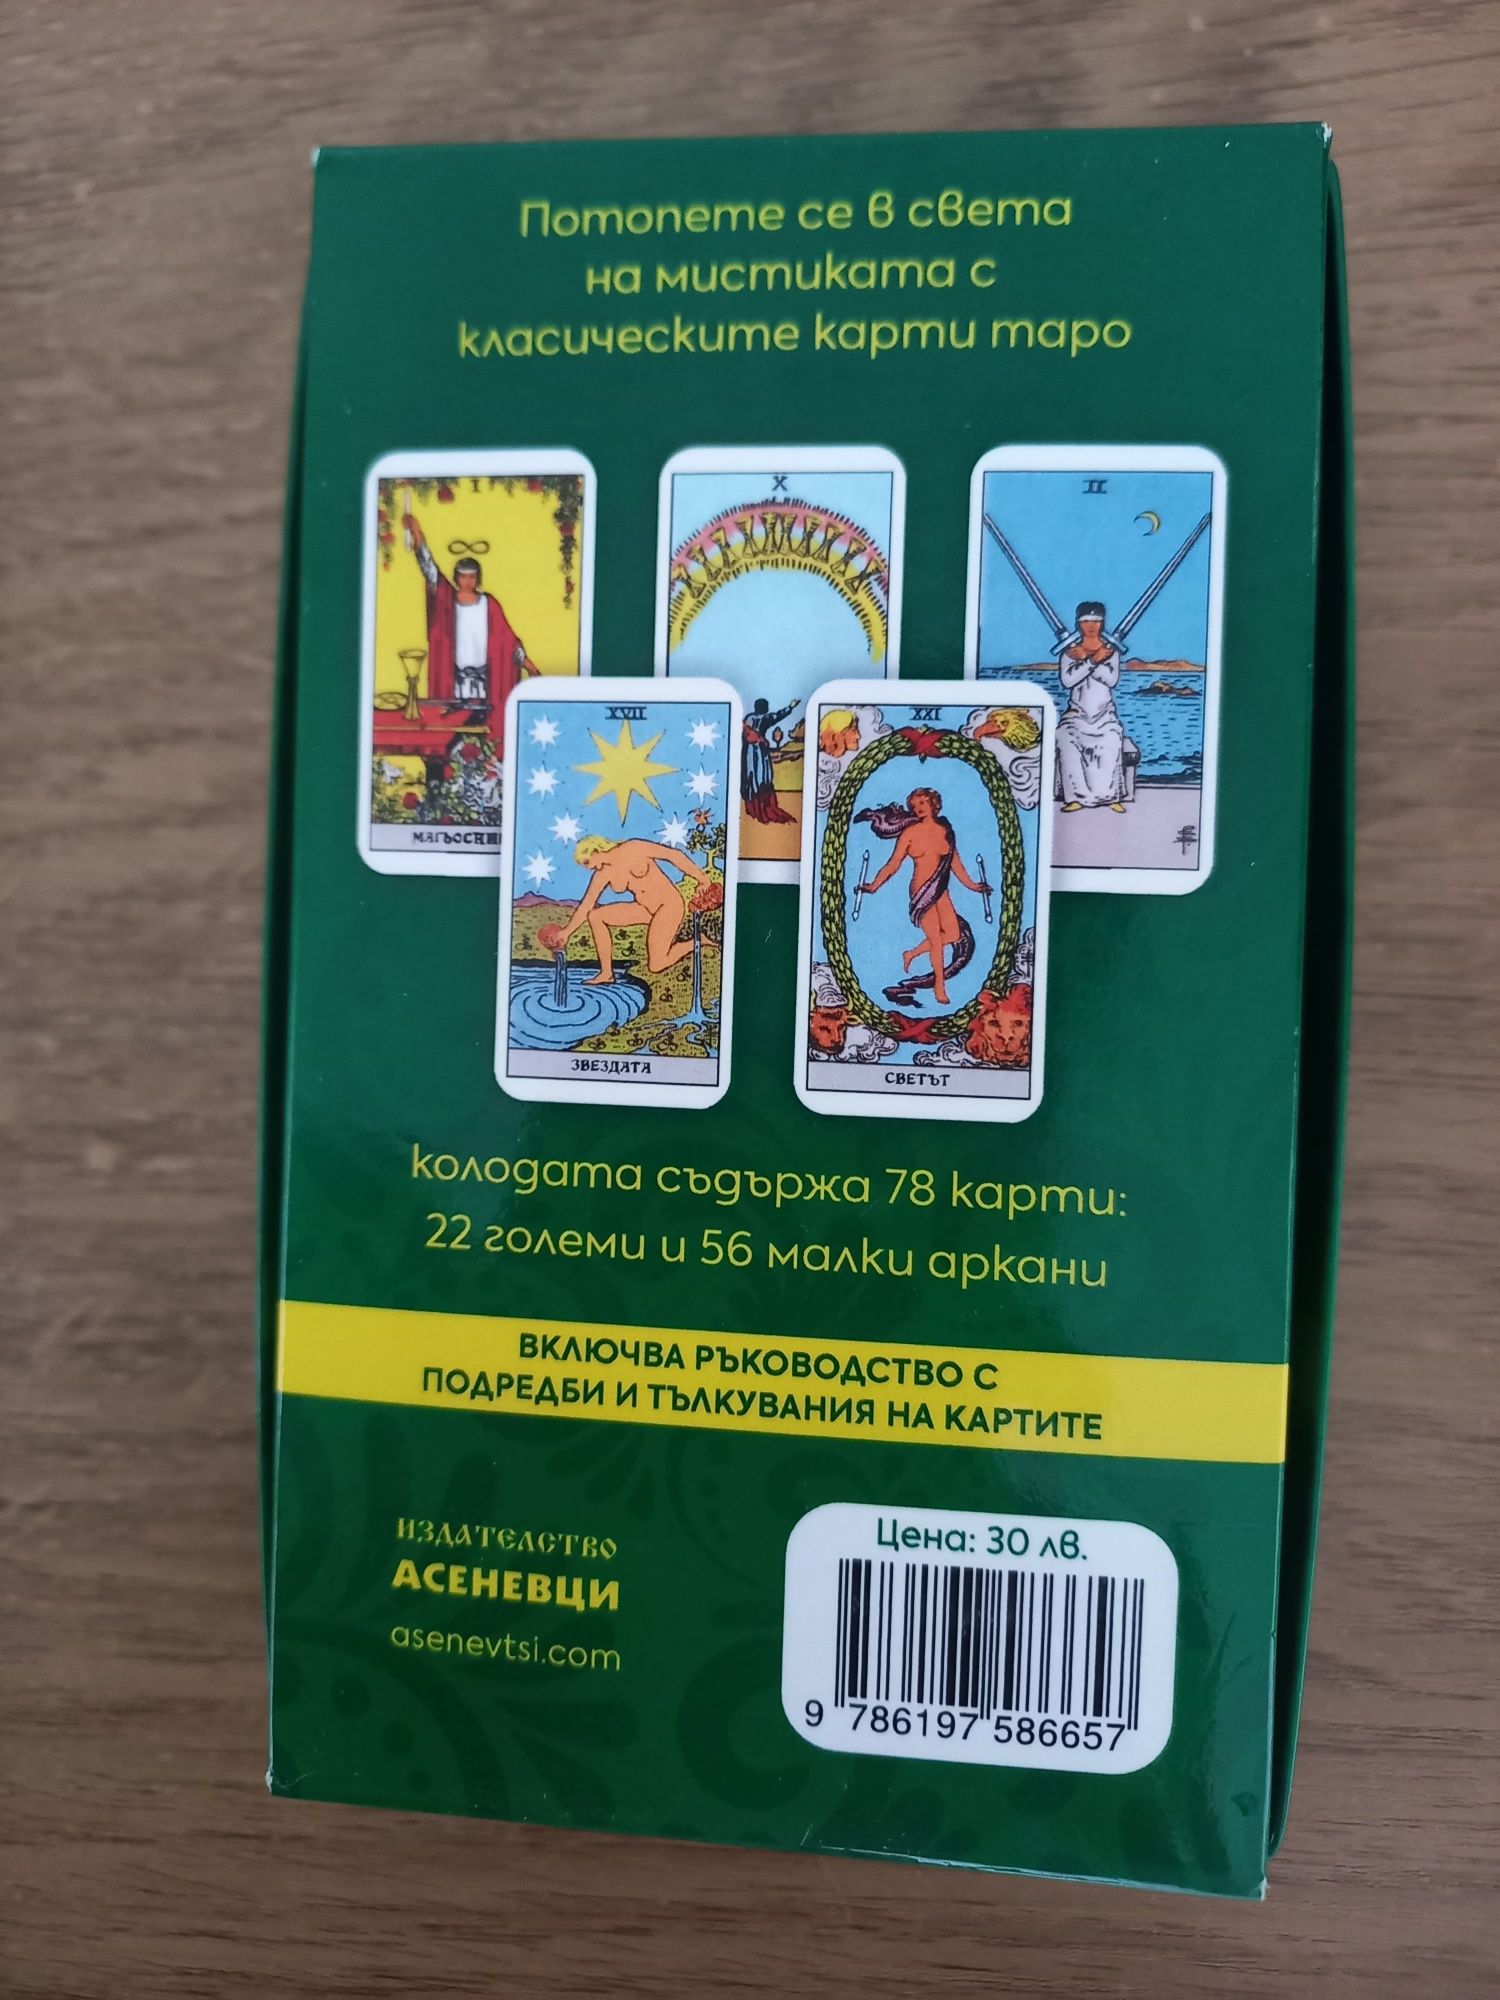 Потопете се в света
на мистиката с
класическите карти таро
I
X
II
XVII
XXI
ЗВЕЗДАТА
СВЕТЪТ
колодата съдържа 78 карти:
22 големи и 56 малки аркани
ВКЛЮЧВА РЪКОВОДСТВО С
ПОДРЕДБИ И ТЪЛКУВАНИЯ НА КАРТИТЕ
ИЗДАТЕЛСТВО
АСЕНЕВЦИ
asenevtsi.com
Цена: 30 лв.
9 786197 586657